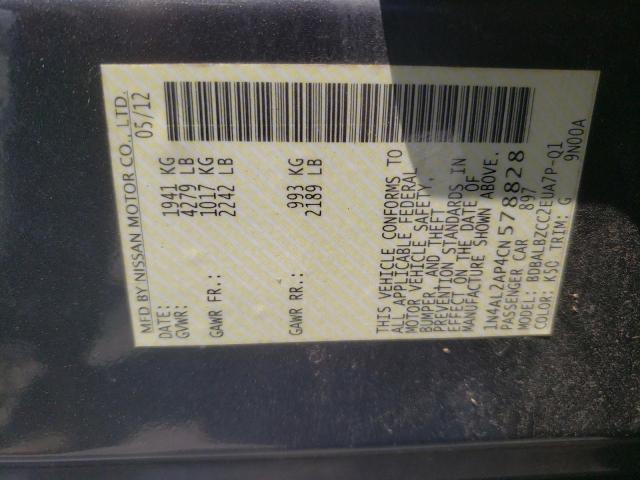 MFD BY NISSAN MOTOR CO., LTD.
DATE: 05/12
GVWR: 1941 KG
4279 LB
GAWR FR.: 1017 KG
2242 LB
GAWR RR.: 993 KG
2189 LB
THIS VEHICLE CONFORMS TO
ALL APPLICABLE FEDERAL
MOTOR VEHICLE SAFETY,
BUMPER, AND THEFT
PREVENTION STANDARDS IN
EFFECT ON THE DATE OF
MANUFACTURE SHOWN ABOVE.
1N4AL2AP4CN578828
PASSENGER CAR 897
MODEL: BDBALBZCC2EUA7P-Q1
COLOR: K50 TRIM: G 9N00A